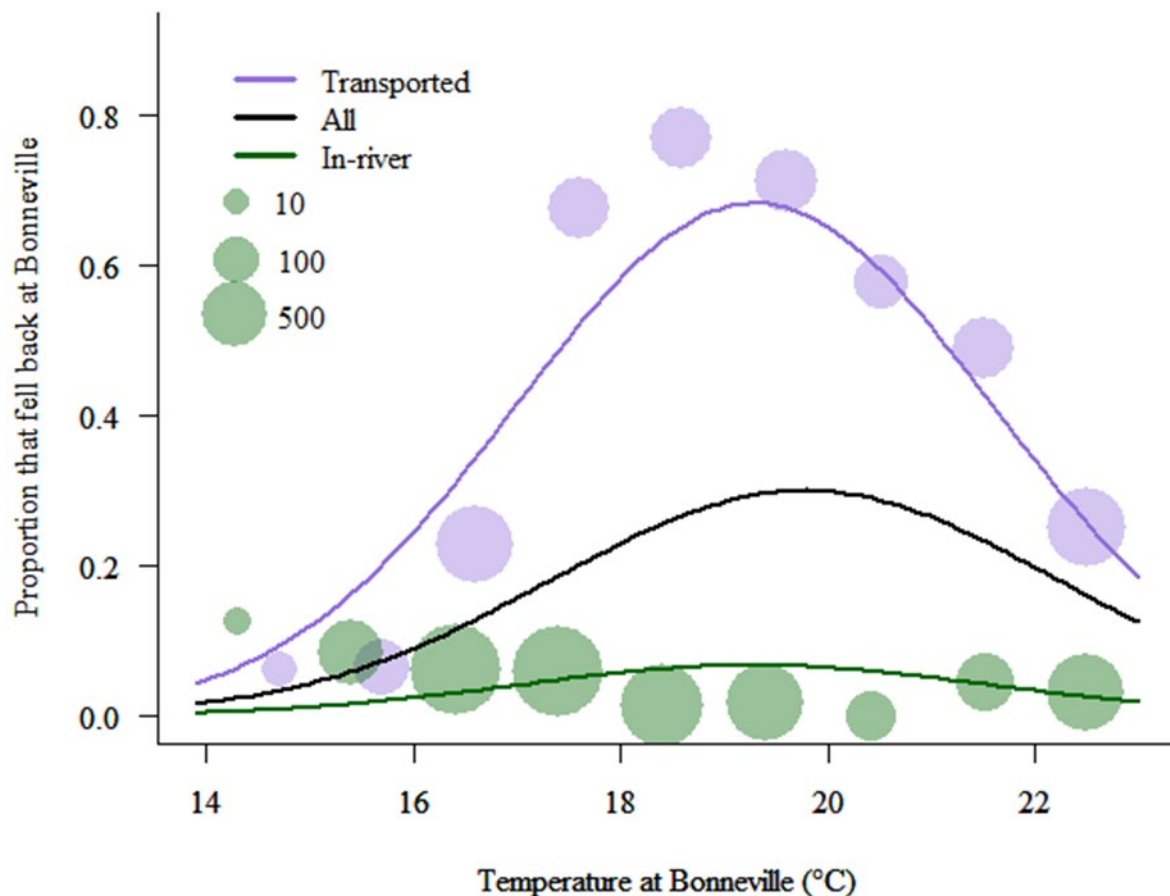 Proportion that fell back at Bonneville
0.8
0.6
0.4
0.2
0.0
Transported
All
In-river
10
100
500
14 16 18 20 22
Temperature at Bonneville (°C)